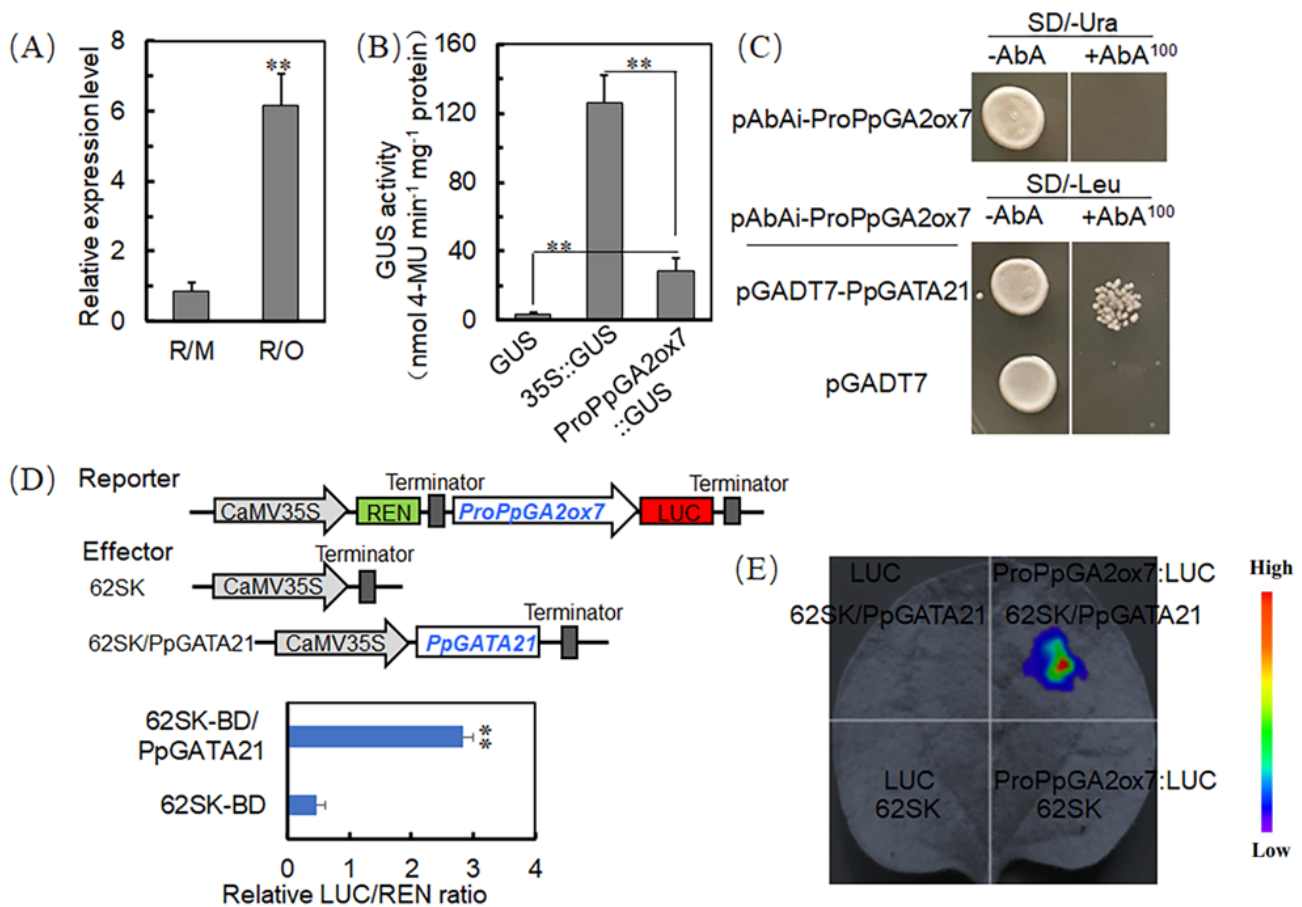 (A)
Relative expression level
8
6
4
2
0
**
R/M
R/O
(B)
GUS activity
(nmol 4-MU min-1 mg-1 protein)
160
120
80
40
0
**
**
GUS
35S::GUS
ProPpGA2ox7
::GUS
(C)
SD/-Ura
-AbA
+AbA100
pAbAi-ProPpGA2ox7
SD/-Leu
-AbA
+AbA100
pAbAi-ProPpGA2ox7
pGADT7-PpGATA21
pGADT7
(D)
Reporter
Terminator
Terminator
CaMV35S
REN
ProPpGA2ox7
LUC
Effector
Terminator
62SK
CaMV35S
Terminator
62SK/PpGATA21
CaMV35S
PpGATA21
62SK-BD/
PpGATA21
**
62SK-BD
0
1
2
3
4
Relative LUC/REN ratio
(E)
LUC
62SK/PpGATA21
ProPpGA2ox7:LUC
62SK/PpGATA21
LUC
62SK
ProPpGA2ox7:LUC
62SK
High
Low